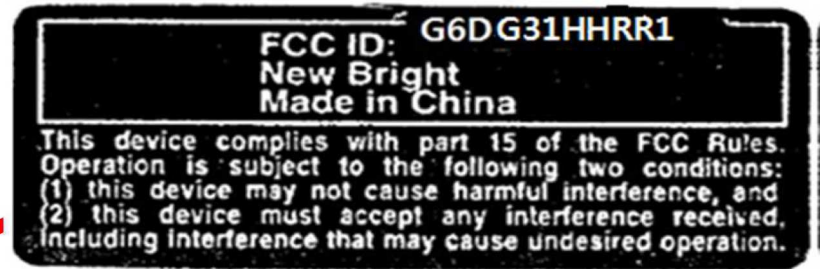 FCC ID: G6DG31HHRR1
New Bright
Made in China
This device complies with part 15 of the FCC Rules.
Operation is subject to the following two conditions:
(1) this device may not cause harmful interference, and
(2) this device must accept any interference received,
including interference that may cause undesired operation.